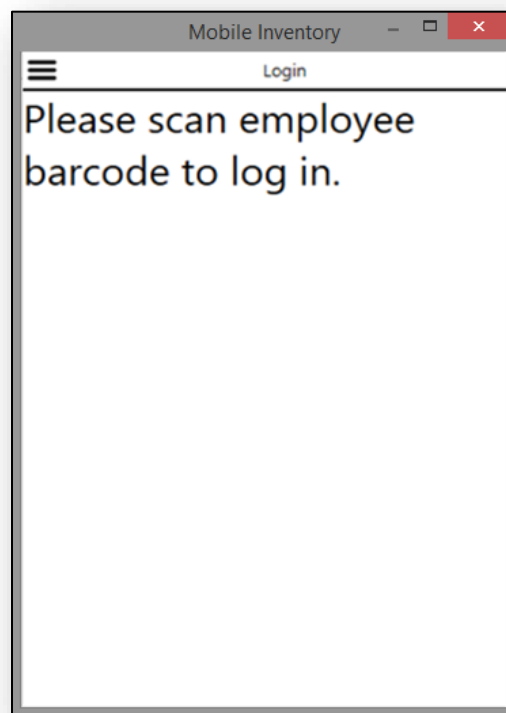 Mobile Inventory
Login
Please scan employee
barcode to log in.